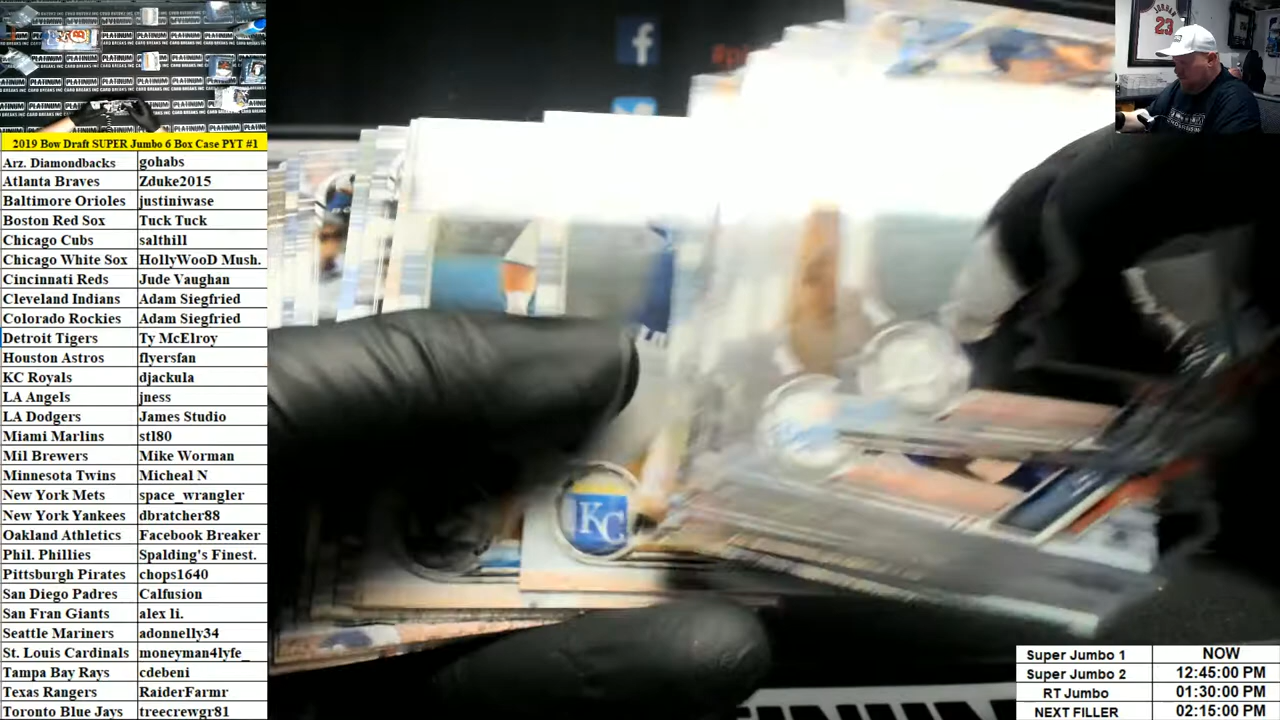 2019 Bow Draft SUPER Jumbo 6 Box Case PYT #1
Arz. Diamondbacks gohabs
Atlanta Braves Zduke2015
Baltimore Orioles justiniwase
Boston Red Sox Tuck Tuck
Chicago Cubs salthill
Chicago White Sox HollyWooD Mush.
Cincinnati Reds Jude Vaughan
Cleveland Indians Adam Siegfried
Colorado Rockies Adam Siegfried
Detroit Tigers Ty McElroy
Houston Astros flyersfan
KC Royals djackula
LA Angels jness
LA Dodgers James Studio
Miami Marlins stl80
Mil Brewers Mike Worman
Minnesota Twins Micheal N
New York Mets space_wrangler
New York Yankees dbratcher88
Oakland Athletics Facebook Breaker
Phil. Phillies Spalding's Finest.
Pittsburgh Pirates chops1640
San Diego Padres Calfusion
San Fran Giants alex li.
Seattle Mariners adonnelly34
St. Louis Cardinals moneyman4lyfe_
Tampa Bay Rays cdebeni
Texas Rangers RaiderFarmr
Toronto Blue Jays treecrewgr81
f
KC
JORDAN
23
Super Jumbo 1 NOW
Super Jumbo 2 12:45:00 PM
RT Jumbo 01:30:00 PM
NEXT FILLER 02:15:00 PM
PLATINUM
CARD BREAKS INC